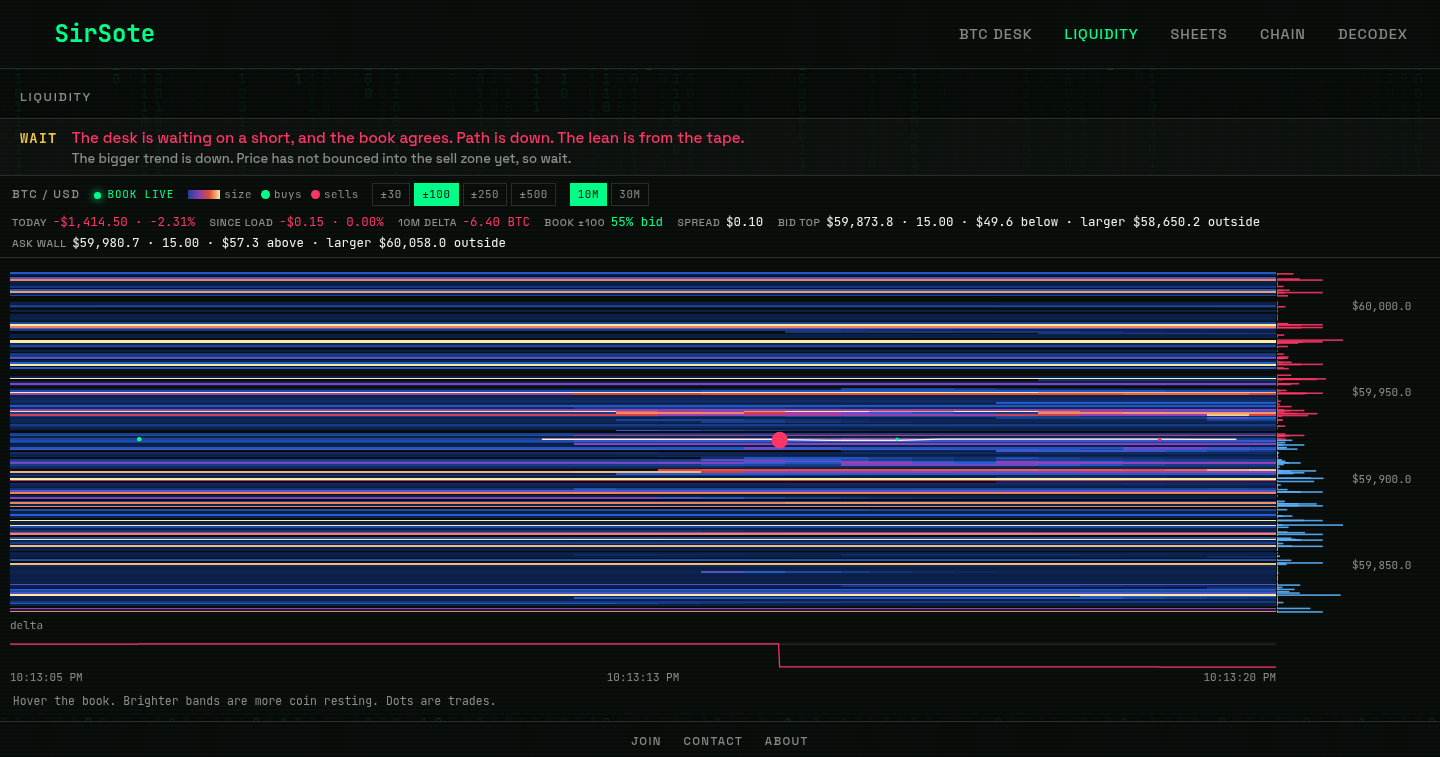 SirSote
BTC DESK LIQUIDITY SHEETS CHAIN DECODEX
LIQUIDITY
WAIT The desk is waiting on a short, and the book agrees. Path is down. The lean is from the tape.
The bigger trend is down. Price has not bounced into the sell zone yet, so wait.
BTC / USD BOOK LIVE size buys sells ±30 ±100 ±250 ±500 10M 30M
TODAY -$1,414.50 · -2.31% SINCE LOAD -$0.15 · 0.00% 10M DELTA -6.40 BTC BOOK ±100 55% bid SPREAD $0.10 BID TOP $59,873.8 · 15.00 · $49.6 below · larger $58,650.2 outside
ASK WALL $59,980.7 · 15.00 · $57.3 above · larger $60,058.0 outside
$60,000.0
$59,950.0
$59,900.0
$59,850.0
delta
10:13:05 PM 10:13:13 PM 10:13:20 PM
Hover the book. Brighter bands are more coin resting. Dots are trades.
JOIN CONTACT ABOUT